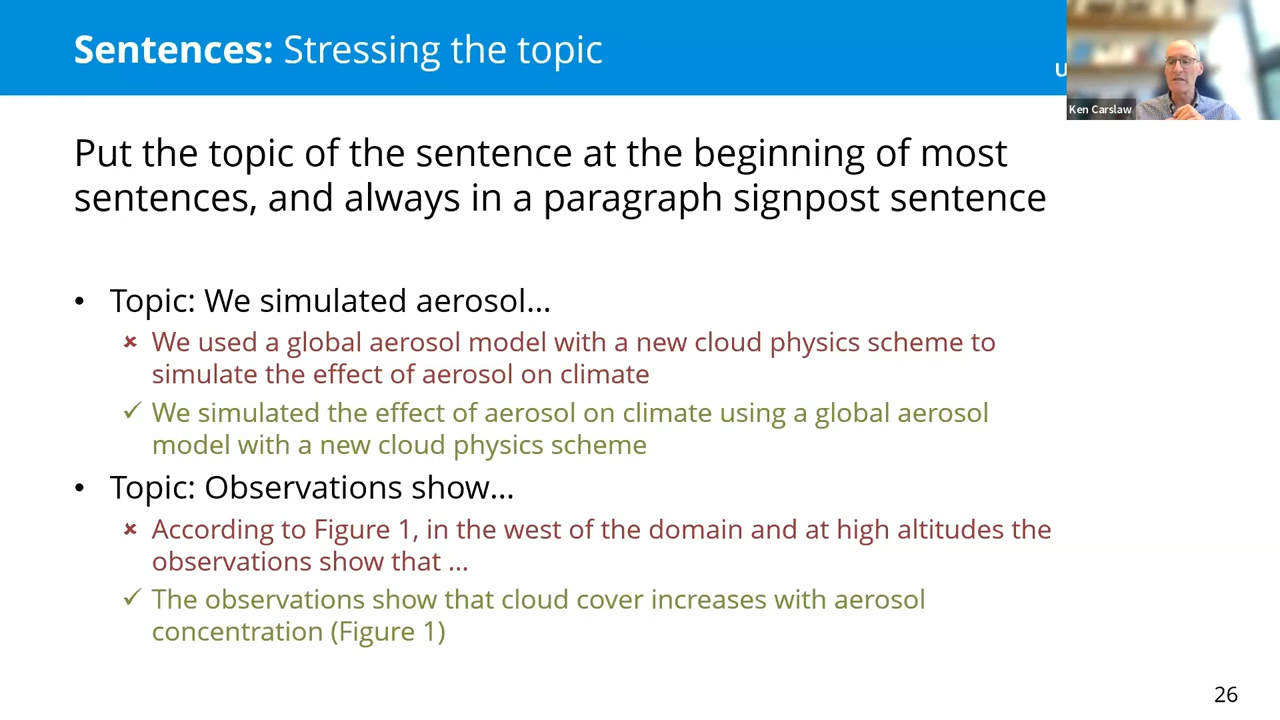 Sentences: Stressing the topic
U
Ken Carslaw
Put the topic of the sentence at the beginning of most
sentences, and always in a paragraph signpost sentence
• Topic: We simulated aerosol...
× We used a global aerosol model with a new cloud physics scheme to
simulate the effect of aerosol on climate
✓ We simulated the effect of aerosol on climate using a global aerosol
model with a new cloud physics scheme
• Topic: Observations show...
× According to Figure 1, in the west of the domain and at high altitudes the
observations show that ...
✓ The observations show that cloud cover increases with aerosol
concentration (Figure 1)
26